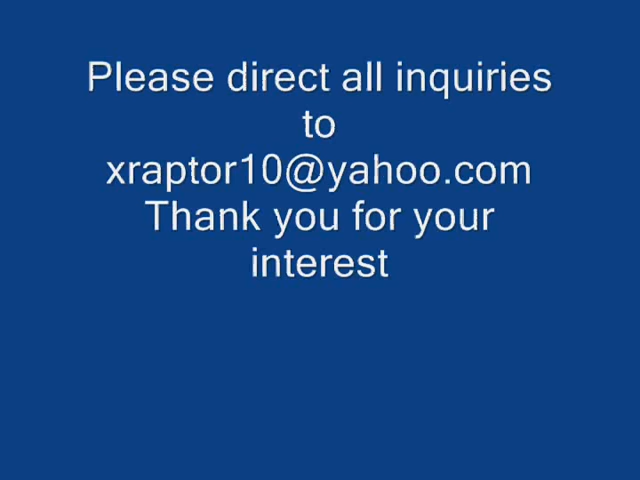 Please direct all inquiries
to
xraptor10@yahoo.com
Thank you for your
interest